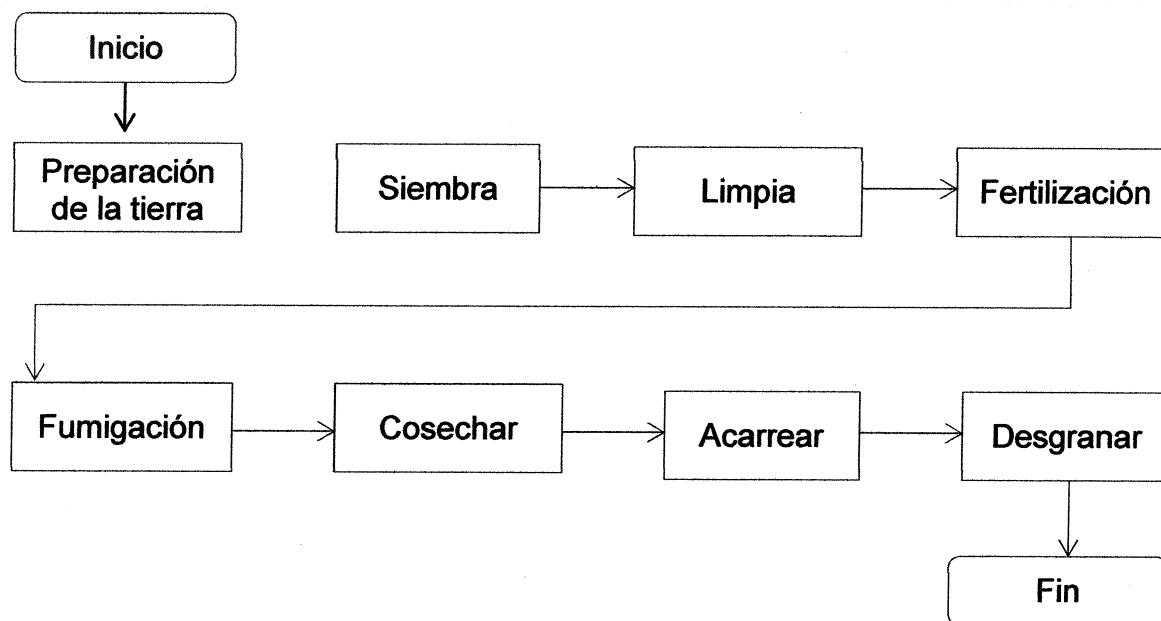 Inicio
Preparación
de la tierra
Siembra
Limpia
Fertilización
Fumigación
Cosechar
Acarrear
Desgranar
Fin